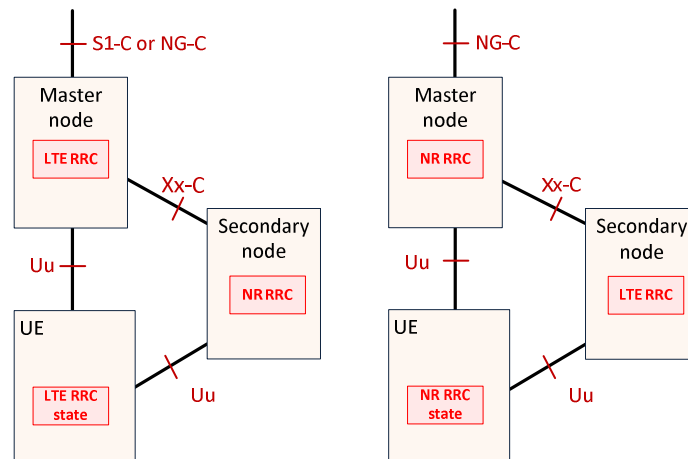 S1-C or NG-C
Master
node
LTE RRC
Xx-C
Secondary
node
NR RRC
Uu
UE
LTE RRC
state
Uu
NG-C
Master
node
NR RRC
Xx-C
Secondary
node
LTE RRC
Uu
UE
NR RRC
state
Uu